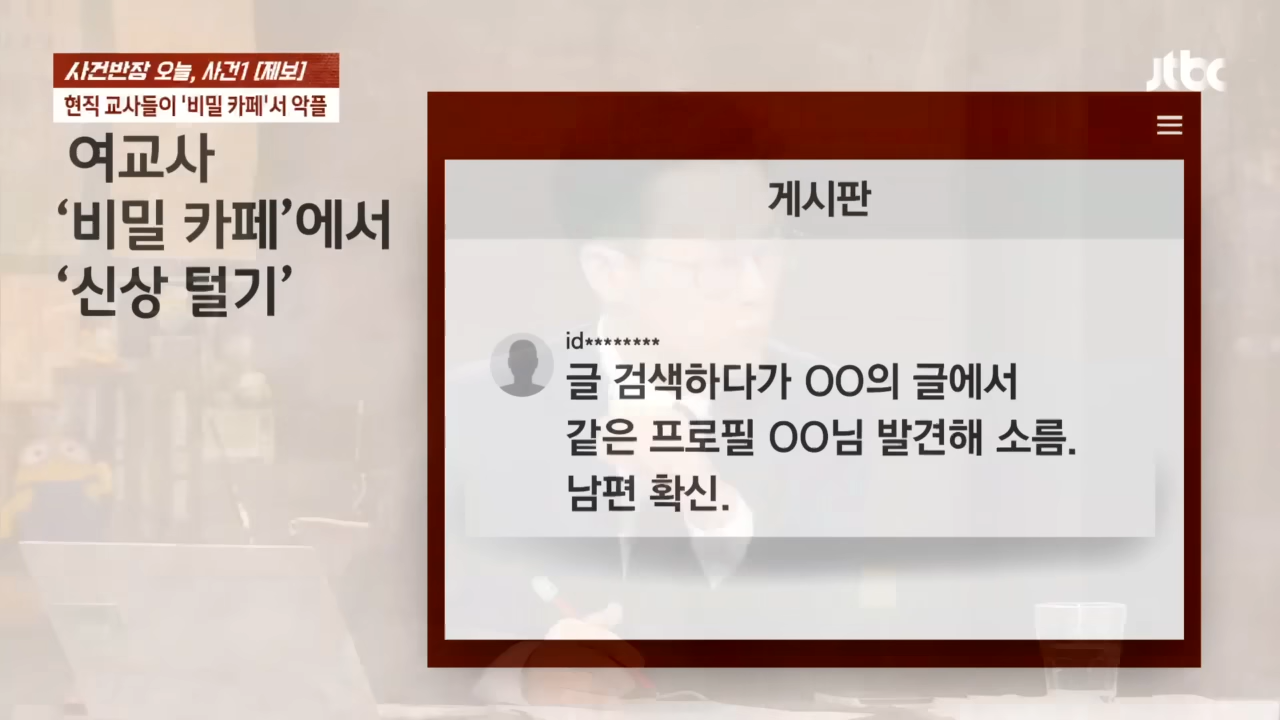 사건반장 오늘, 사건1 [제보]
현직 교사들이 '비밀 카페'서 악플
jtbc
여교사
‘비밀 카페’에서
‘신상 털기’
게시판
id********
글 검색하다가 OO의 글에서
같은 프로필 OO님 발견해 소름.
남편 확신.